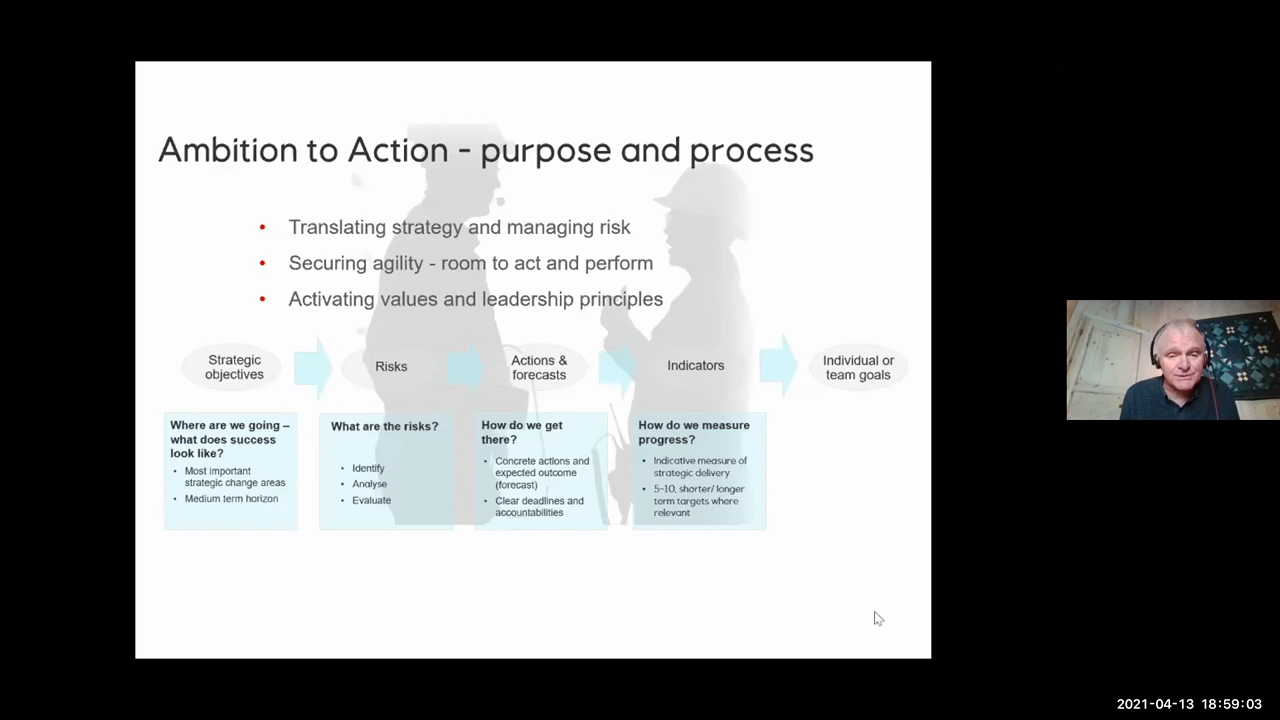 Ambition to Action - purpose and process
• Translating strategy and managing risk
• Securing agility - room to act and perform
• Activating values and leadership principles
Strategic
objectives
Risks
Actions &
forecasts
Indicators
Individual or
team goals
Where are we going –
what does success
look like?
• Most important
strategic change areas
• Medium term horizon
What are the risks?
• Identify
• Analyse
• Evaluate
How do we get
there?
• Concrete actions and
expected outcome
(forecast)
• Clear deadlines and
accountabilities
How do we measure
progress?
• Indicative measure of
strategic delivery
• 5-10, shorter/ longer
term targets where
relevant
2021-04-13 18:59:03